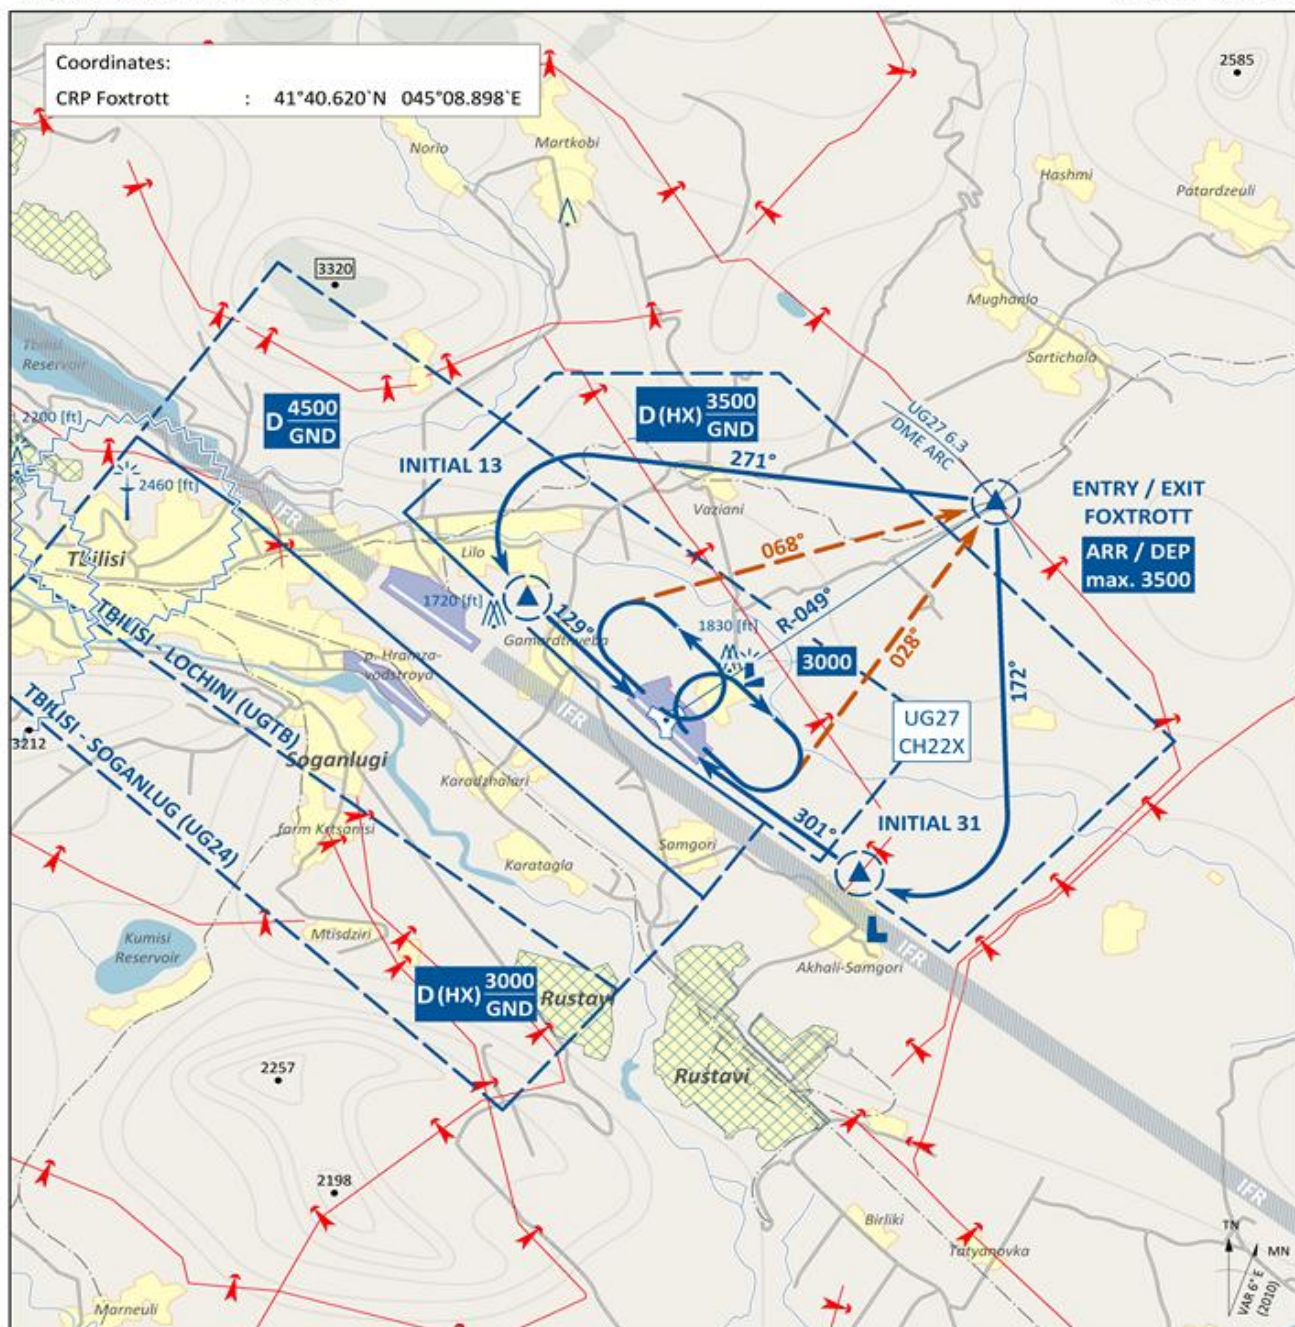 Coordinates:
CRP Foxtrott : 41°40.620`N 045°08.898`E
2585
Norio
Martkobi
Hashmi
Patardzeuli
3320
Mughanlo
Sartichala
Tbilisi
Reservoir
2200 [ft]
D 4500
GND
D (HX) 3500
GND
UG27 6.3
DME ARC
INITIAL 13
271°
2460 [ft]
IFR
Vaziani
ENTRY / EXIT
FOXTROTT
ARR / DEP
max. 3500
Tbilisi
Lilo
068°
1720 [ft]
129°
Gamardthveba
1830 [ft]
R-049°
028°
3000
172°
TBILISI - LOCHINI (UGTB)
TBILISI - SOGANLUG (UG24)
p. Hramza-
vodstroya
IFR
UG27
CH22X
3212
Soganlugi
Karadzhalari
farm Krtsanisi
Karatagla
Samgori
301°
INITIAL 31
Kumisi
Reservoir
Mtisdziri
Akhali-Samgori
IFR
D (HX) 3000
GND
Rustavi
2257
Rustavi
2198
Birliki
Tatyanovka
IFR
TN
MN
VAR 6° E
(2010)
Marneuli